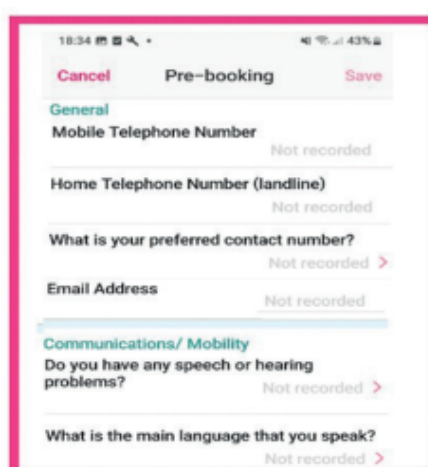 18:34
43%
Cancel Pre-booking Save
General
Mobile Telephone Number
Not recorded
Home Telephone Number (landline)
Not recorded
What is your preferred contact number?
Not recorded >
Email Address
Not recorded
Communications/ Mobility
Do you have any speech or hearing
problems?
Not recorded >
What is the main language that you speak?
Not recorded >